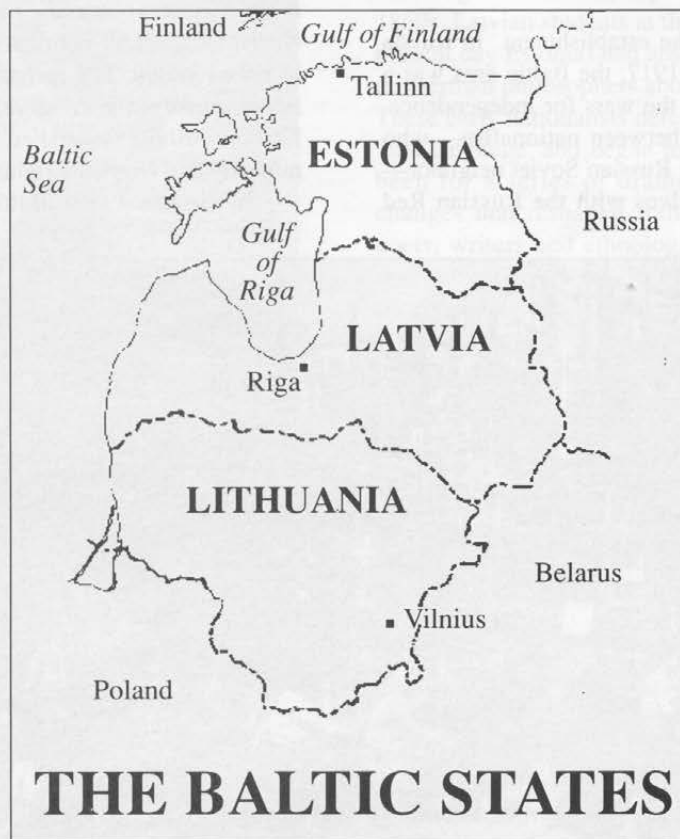 Finland
Gulf of Finland
Tallinn
Baltic
Sea
ESTONIA
Russia
Gulf
of
Riga
LATVIA
Riga
LITHUANIA
Belarus
Vilnius
Poland
THE BALTIC STATES